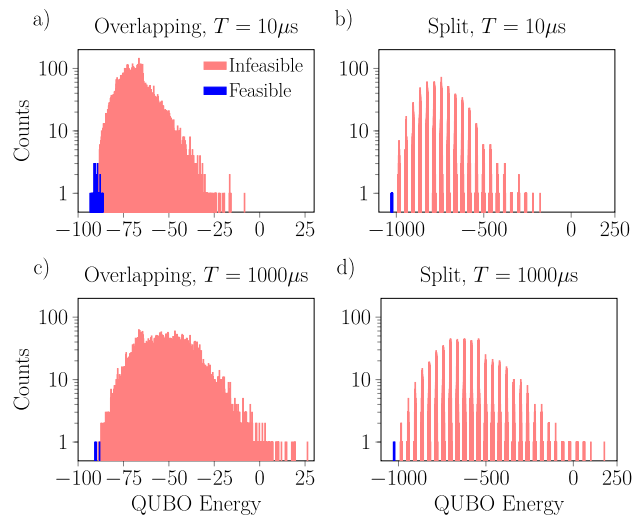 a)
Overlapping, T = 10μs
b)
Split, T = 10μs
Counts
100
10
1
Infeasible
Feasible
−100 −75 −50 −25 0 25
100
10
1
−1000 −500 0 250
c)
Overlapping, T = 1000μs
d)
Split, T = 1000μs
Counts
100
10
1
−100 −75 −50 −25 0 25
QUBO Energy
100
10
1
−1000 −500 0 250
QUBO Energy